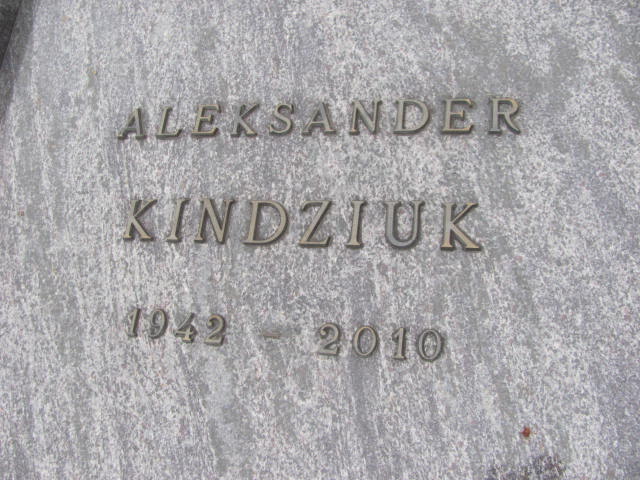 ALEKSANDER
KINDZIUK
1942 - 2010